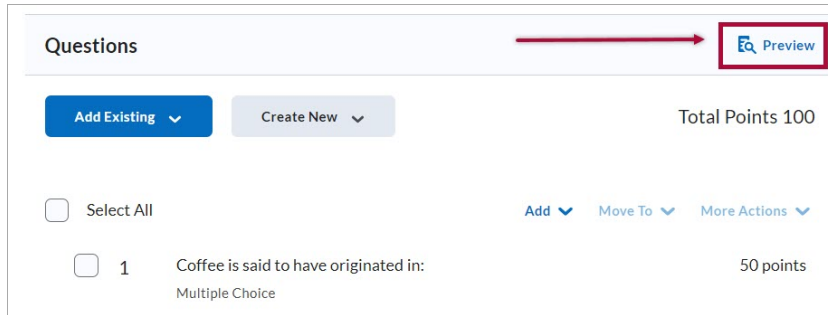 Questions
Preview
Add Existing
Create New
Total Points 100
Select All
Add
Move To
More Actions
1
Coffee is said to have originated in:
50 points
Multiple Choice